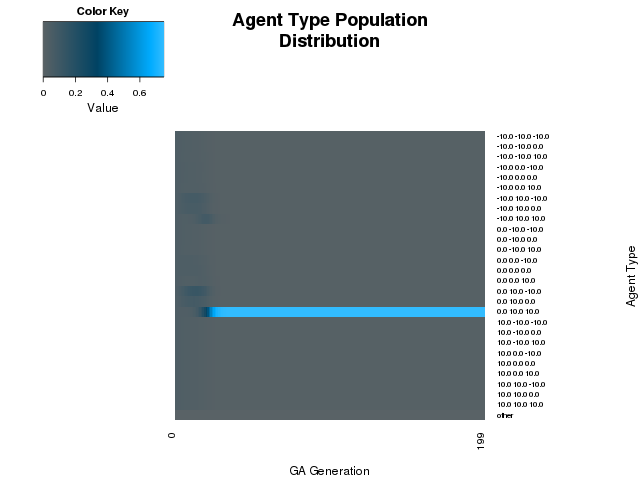 Color Key
0 0.2 0.4 0.6
Value
Agent Type Population
Distribution
-10.0 -10.0 -10.0
-10.0 -10.0 0.0
-10.0 -10.0 10.0
-10.0 0.0 -10.0
-10.0 0.0 0.0
-10.0 0.0 10.0
-10.0 10.0 -10.0
-10.0 10.0 0.0
-10.0 10.0 10.0
0.0 -10.0 -10.0
0.0 -10.0 0.0
0.0 -10.0 10.0
0.0 0.0 -10.0
0.0 0.0 0.0
0.0 0.0 10.0
0.0 10.0 -10.0
0.0 10.0 0.0
0.0 10.0 10.0
10.0 -10.0 -10.0
10.0 -10.0 0.0
10.0 -10.0 10.0
10.0 0.0 -10.0
10.0 0.0 0.0
10.0 0.0 10.0
10.0 10.0 -10.0
10.0 10.0 0.0
10.0 10.0 10.0
other
Agent Type
0 199
GA Generation